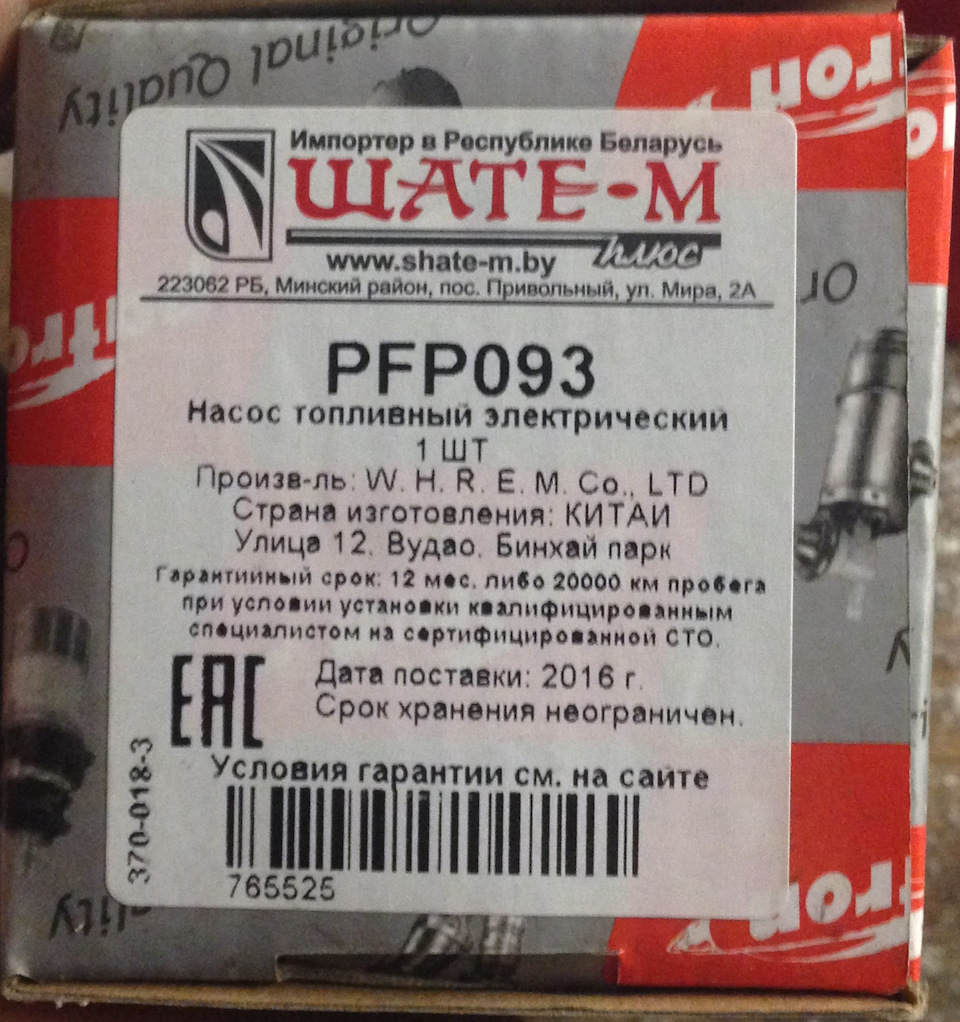 Original Quality
Импортер в Республике Беларусь
ШАТЕ-М
плюс
www.shate-m.by
223062 РБ, Минский район, пос. Привольный, ул. Мира, 2А
PFP093
Насос топливный электрический
1 ШТ
Произв-ль: W. H. R. E. M. Co., LTD
Страна изготовления: КИТАЙ
Улица 12, Вудао, Бинхай парк
Гарантийный срок: 12 мес. либо 20000 км пробега
при условии установки квалифицированным
специалистом на сертифицированной СТО.
EAC
Дата поставки: 2016 г.
Срок хранения неограничен.
370-018-3
Условия гарантии см. на сайте
765525